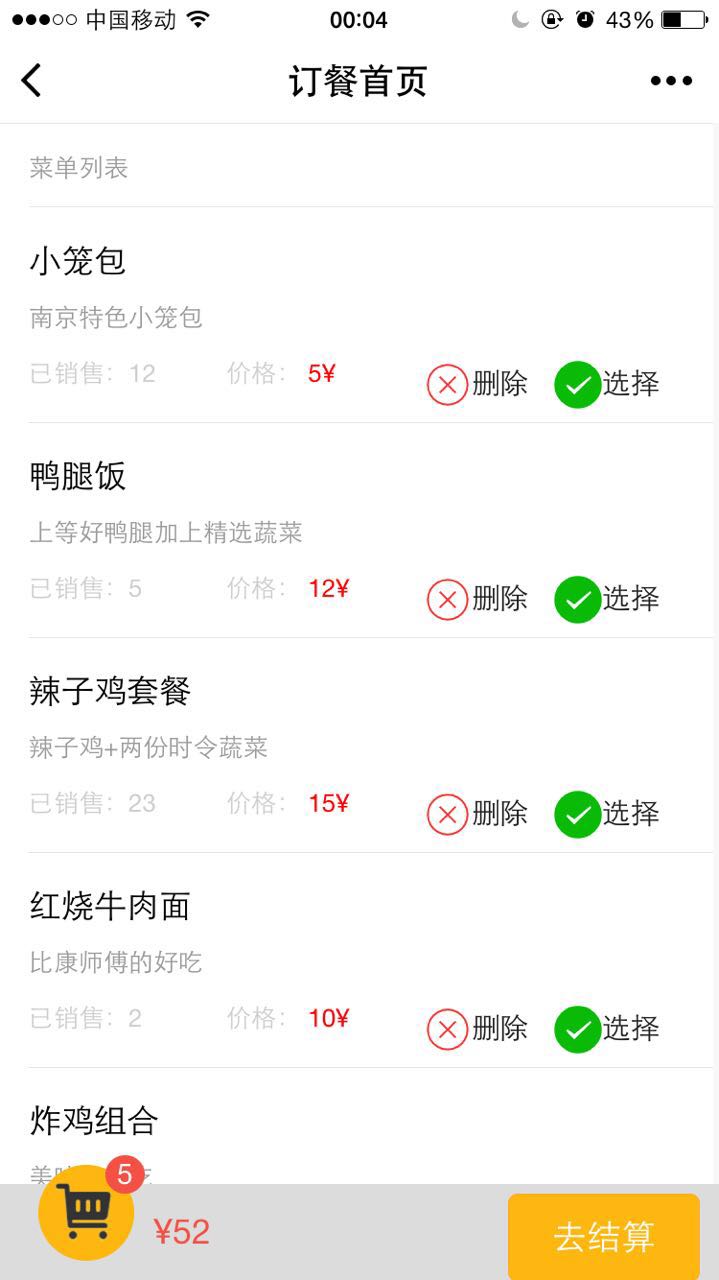 中国移动 00:04 43%
订餐首页
菜单列表
小笼包
南京特色小笼包
已销售：12 价格： 5¥ 删除 选择
鸭腿饭
上等好鸭腿加上精选蔬菜
已销售：5 价格： 12¥ 删除 选择
辣子鸡套餐
辣子鸡+两份时令蔬菜
已销售：23 价格： 15¥ 删除 选择
红烧牛肉面
比康师傅的好吃
已销售：2 价格： 10¥ 删除 选择
炸鸡组合
5
¥52 去结算